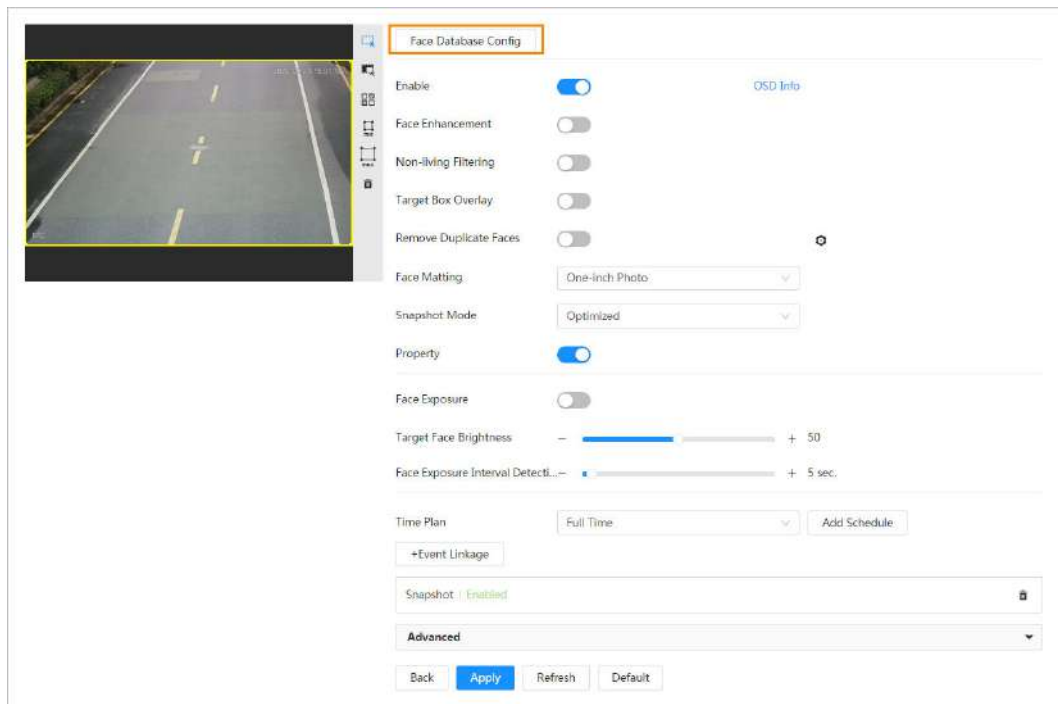 Face Database Config
Enable
OSD Info
Face Enhancement
Non-living Filtering
Target Box Overlay
Remove Duplicate Faces
Face Matting
One-inch Photo
Snapshot Mode
Optimized
Property
Face Exposure
Target Face Brightness
− + 50
Face Exposure Interval Detecti...
− + 5 sec.
Time Plan
Full Time
Add Schedule
+Event Linkage
Snapshot | Enabled
Advanced
Back
Apply
Refresh
Default